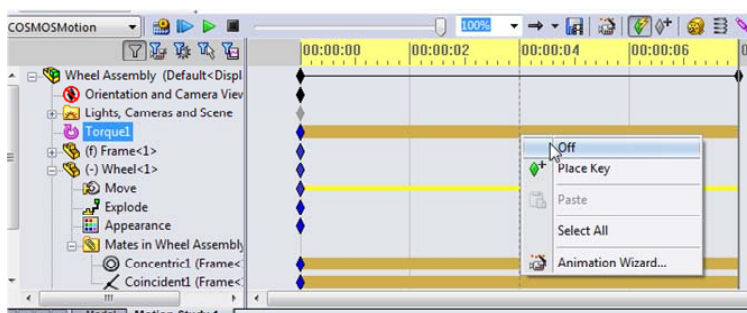 COSMOSMotion
100%
00:00:00 00:00:02 00:00:04 00:00:06
Wheel Assembly (Default<Displ
Orientation and Camera View
Lights, Cameras and Scene
Torque1
(f) Frame<1>
(-) Wheel<1>
Move
Explode
Appearance
Mates in Wheel Assembly
Concentric1 (Frame<
Coincident1 (Frame<
Off
Place Key
Paste
Select All
Animation Wizard...
Model Motion Study 1